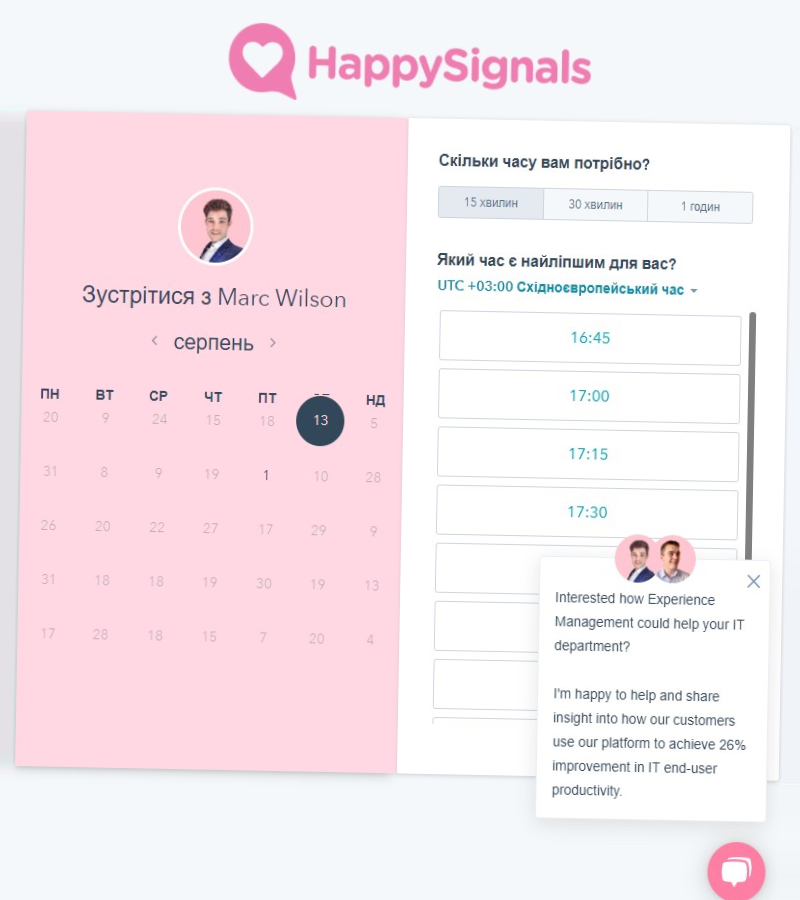 HappySignals
Зустрітися з Marc Wilson
серпень
ПН ВТ СР ЧТ ПТ НД
20 9 24 15 18 13 5
31 8 9 19 1 10 28
26 20 22 27 17 29 9
31 18 18 19 30 19 13
17 28 18 15 7 20 4
Скільки часу вам потрібно?
15 хвилин 30 хвилин 1 годин
Який час є найліпшим для вас?
UTC +03:00 Східноєвропейський час
16:45
17:00
17:15
17:30
Interested how Experience
Management could help your IT
department?
I'm happy to help and share
insight into how our customers
use our platform to achieve 26%
improvement in IT end-user
productivity.